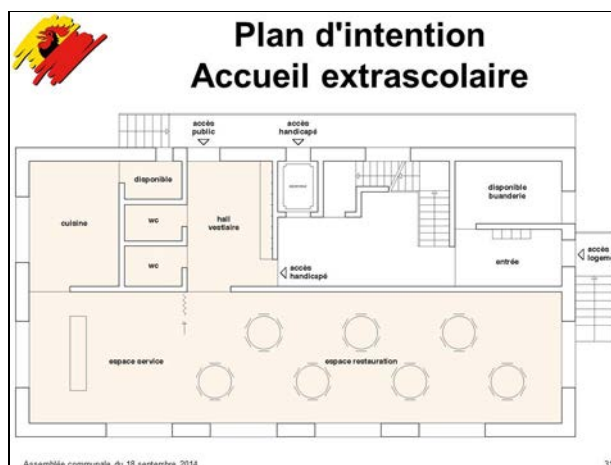 Plan d'intention
Accueil extrascolaire
accès
public
accès
handicapé
disponible
disponible
buanderie
cuisine
wc
hall
vestiaire
wc
accès
handicapé
entrée
accès
logeme
espace service
espace restauration
Assemblée communale du 18 septembre 2014